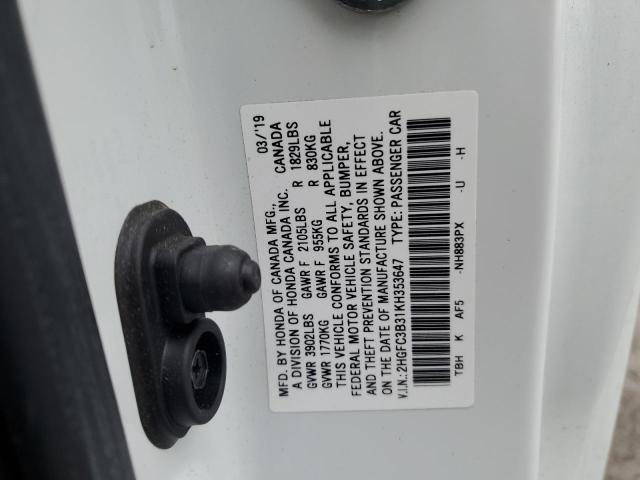 MFD. BY HONDA OF CANADA MFG., 03/'19
A DIVISION OF HONDA CANADA INC. CANADA
GVWR 3902LBS GAWR F 2105LBS R 1829LBS
GVWR 1770KG GAWR F 955KG R 830KG
THIS VEHICLE CONFORMS TO ALL APPLICABLE
FEDERAL MOTOR VEHICLE SAFETY, BUMPER,
AND THEFT PREVENTION STANDARDS IN EFFECT
ON THE DATE OF MANUFACTURE SHOWN ABOVE.
V.I.N.: 2HGFC3B31KH353647 TYPE: PASSENGER CAR
TBH K AF5 -NH883PX -U -H